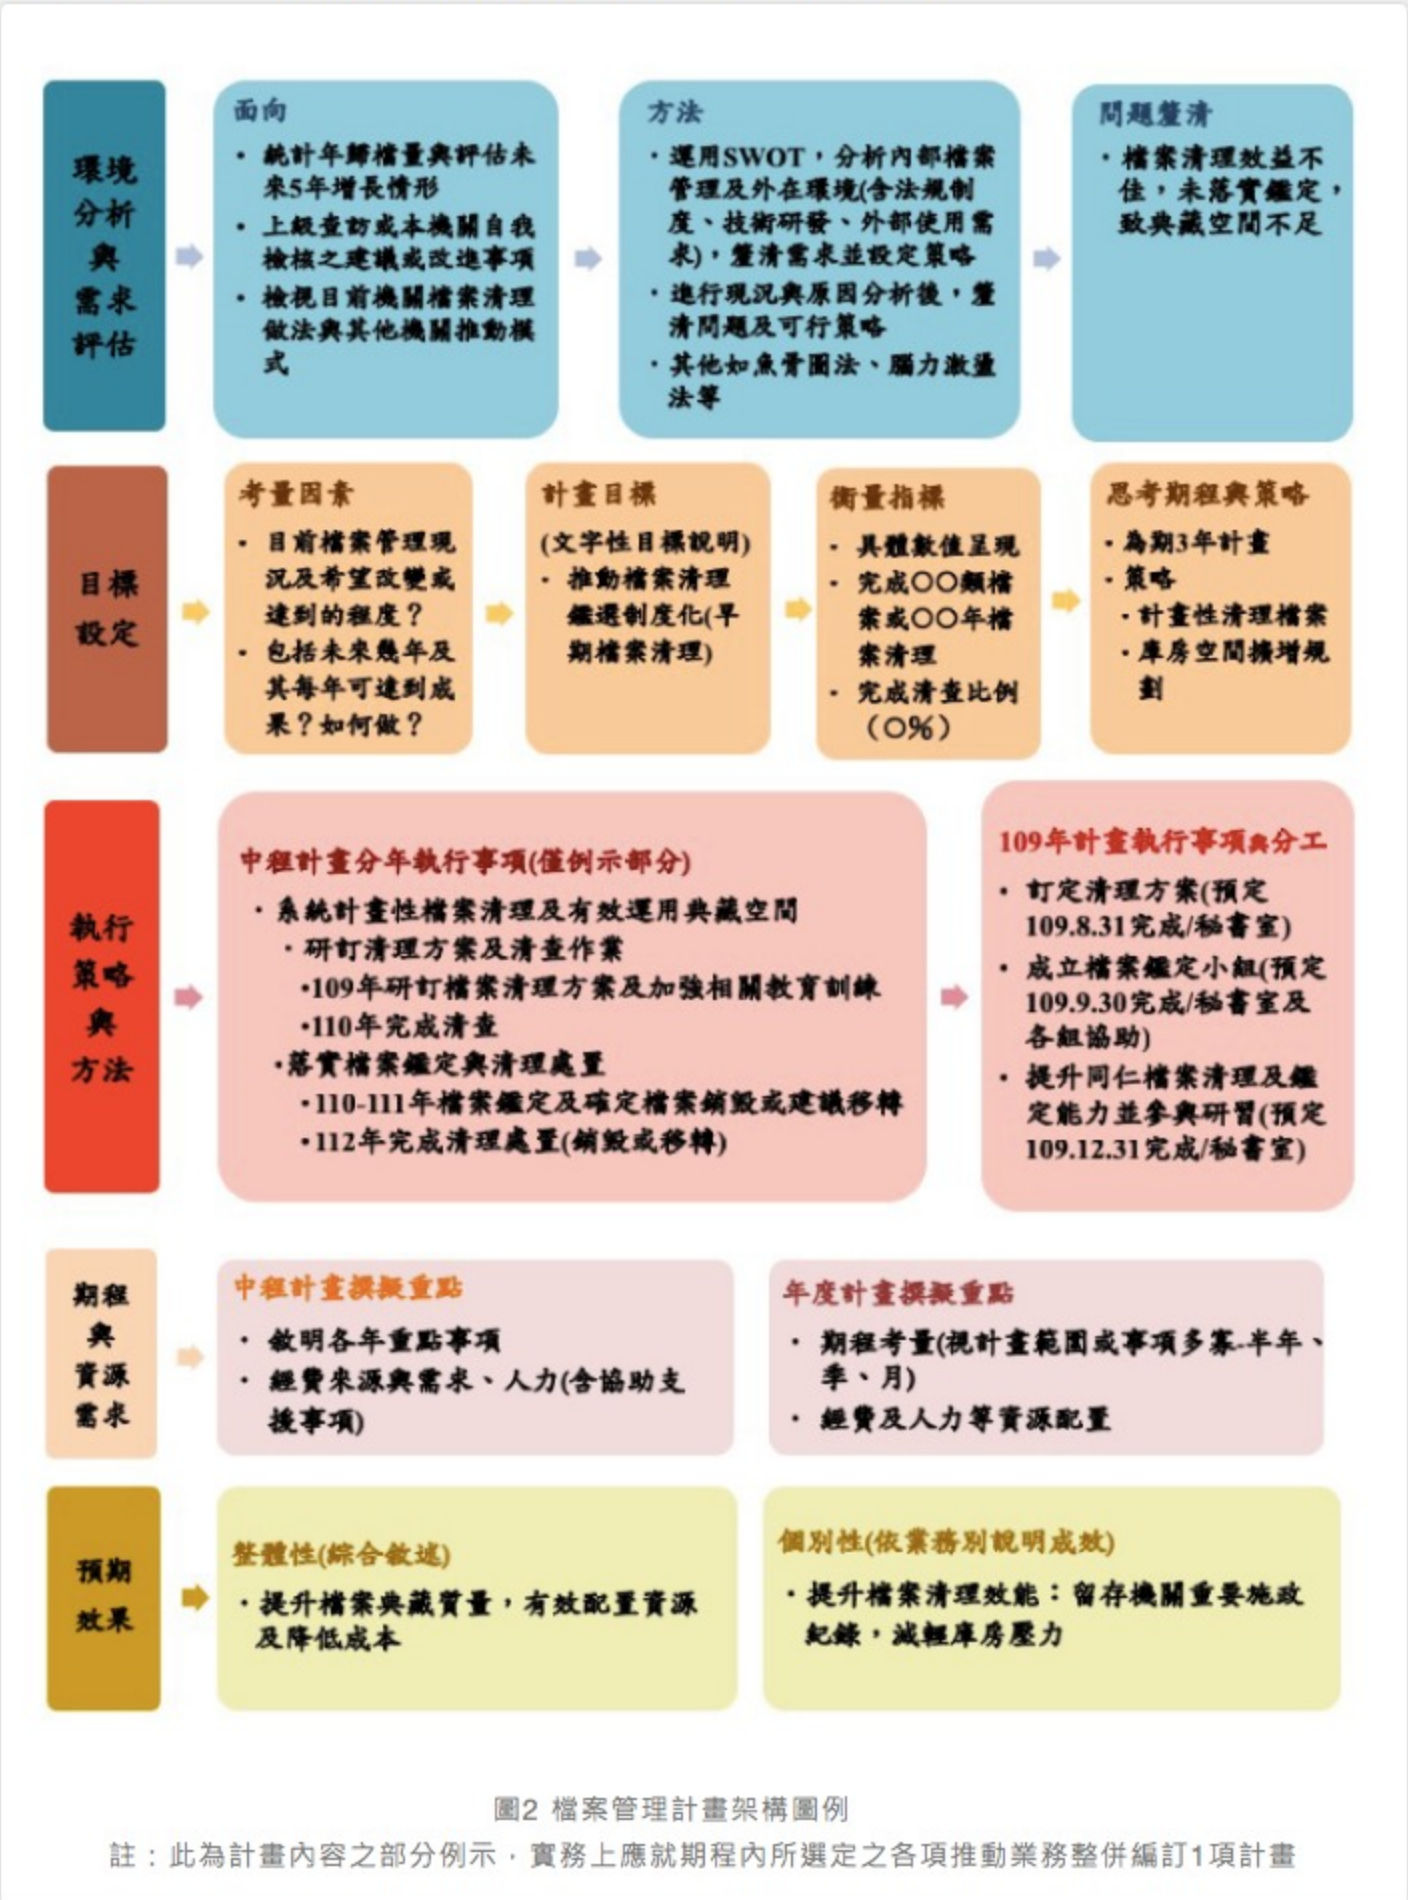 環境
分析
與
需求
評估
面向
• 統計年歸檔量與評估未
來5年增長情形
• 上級查訪或本機關自我
檢核之建議或改進事項
• 檢視目前機關檔案清理
做法與其他機關推動模
式
方法
• 運用SWOT，分析內部檔案
管理及外在環境(含法規制
度、技術研發、外部使用需
求)，釐清需求並設定策略
• 進行現況與原因分析後，釐
清問題及可行策略
• 其他如魚骨圖法、腦力激盪
法等
問題釐清
• 檔案清理效益不
佳，未落實鑑定，
致典藏空間不足
目標
設定
考量因素
• 目前檔案管理現
況及希望改變或
達到的程度？
• 包括未來幾年及
其每年可達到成
果？如何做？
計畫目標
(文字性目標說明)
• 推動檔案清理
鑑選制度化(早
期檔案清理)
衡量指標
• 具體數值呈現
• 完成〇〇類檔
案或〇〇年檔
案清理
• 完成清查比例
（〇%）
思考期程與策略
• 為期3年計畫
• 策略
• 計畫性清理檔案
• 庫房空間擴增規
劃
執行
策略
與
方法
中程計畫分年執行事項(僅例示部分)
• 系統計畫性檔案清理及有效運用典藏空間
• 研訂清理方案及清查作業
•109年研訂檔案清理方案及加強相關教育訓練
•110年完成清查
•落實檔案鑑定與清理處置
•110-111年檔案鑑定及確定檔案銷毀或建議移轉
•112年完成清理處置(銷毀或移轉)
109年計畫執行事項與分工
• 訂定清理方案(預定
109.8.31完成/秘書室)
• 成立檔案鑑定小組(預定
109.9.30完成/秘書室及
各組協助)
• 提升同仁檔案清理及鑑
定能力並參與研習(預定
109.12.31完成/秘書室)
期程
與
資源
需求
中程計畫撰擬重點
• 敘明各年重點事項
• 經費來源與需求、人力(含協助支
援事項)
年度計畫撰擬重點
• 期程考量(視計畫範圍或事項多寡-半年、
季、月)
• 經費及人力等資源配置
預期
效果
整體性(綜合敘述)
• 提升檔案典藏質量，有效配置資源
及降低成本
個別性(依業務別說明成效)
• 提升檔案清理效能：留存機關重要施政
紀錄，減輕庫房壓力
圖2 檔案管理計畫架構圖例
註：此為計畫內容之部分例示，實務上應就期程內所選定之各項推動業務整併編訂1項計畫